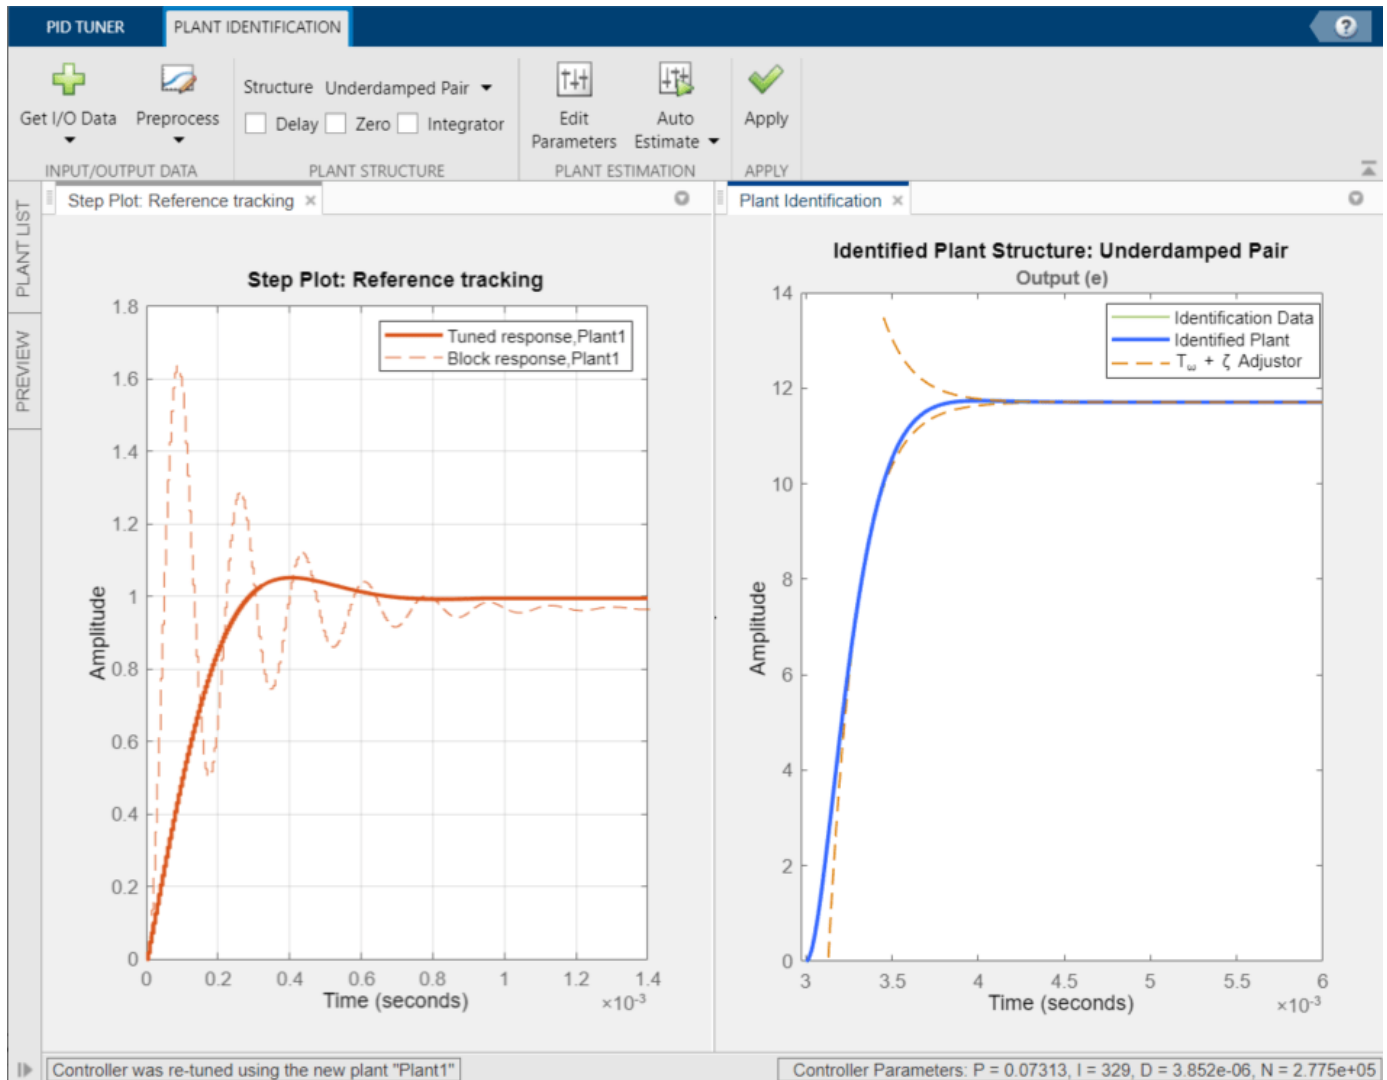 PID TUNER
PLANT IDENTIFICATION
?
Get I/O Data
Preprocess
Structure Underdamped Pair
Delay Zero Integrator
Edit
Parameters
Auto
Estimate
Apply
INPUT/OUTPUT DATA
PLANT STRUCTURE
PLANT ESTIMATION
APPLY
PLANT LIST
PREVIEW
Step Plot: Reference tracking ×
Plant Identification ×
Step Plot: Reference tracking
1.8
1.6
1.4
1.2
1
0.8
0.6
0.4
0.2
0
Amplitude
Tuned response,Plant1
Block response,Plant1
0 0.2 0.4 0.6 0.8 1 1.2 1.4
Time (seconds)
×10⁻³
Identified Plant Structure: Underdamped Pair
Output (e)
14
12
10
8
6
4
2
0
Amplitude
Identification Data
Identified Plant
Tω + ζ Adjustor
3 3.5 4 4.5 5 5.5 6
Time (seconds)
×10⁻³
Controller was re-tuned using the new plant "Plant1"
Controller Parameters: P = 0.07313, I = 329, D = 3.852e-06, N = 2.775e+05